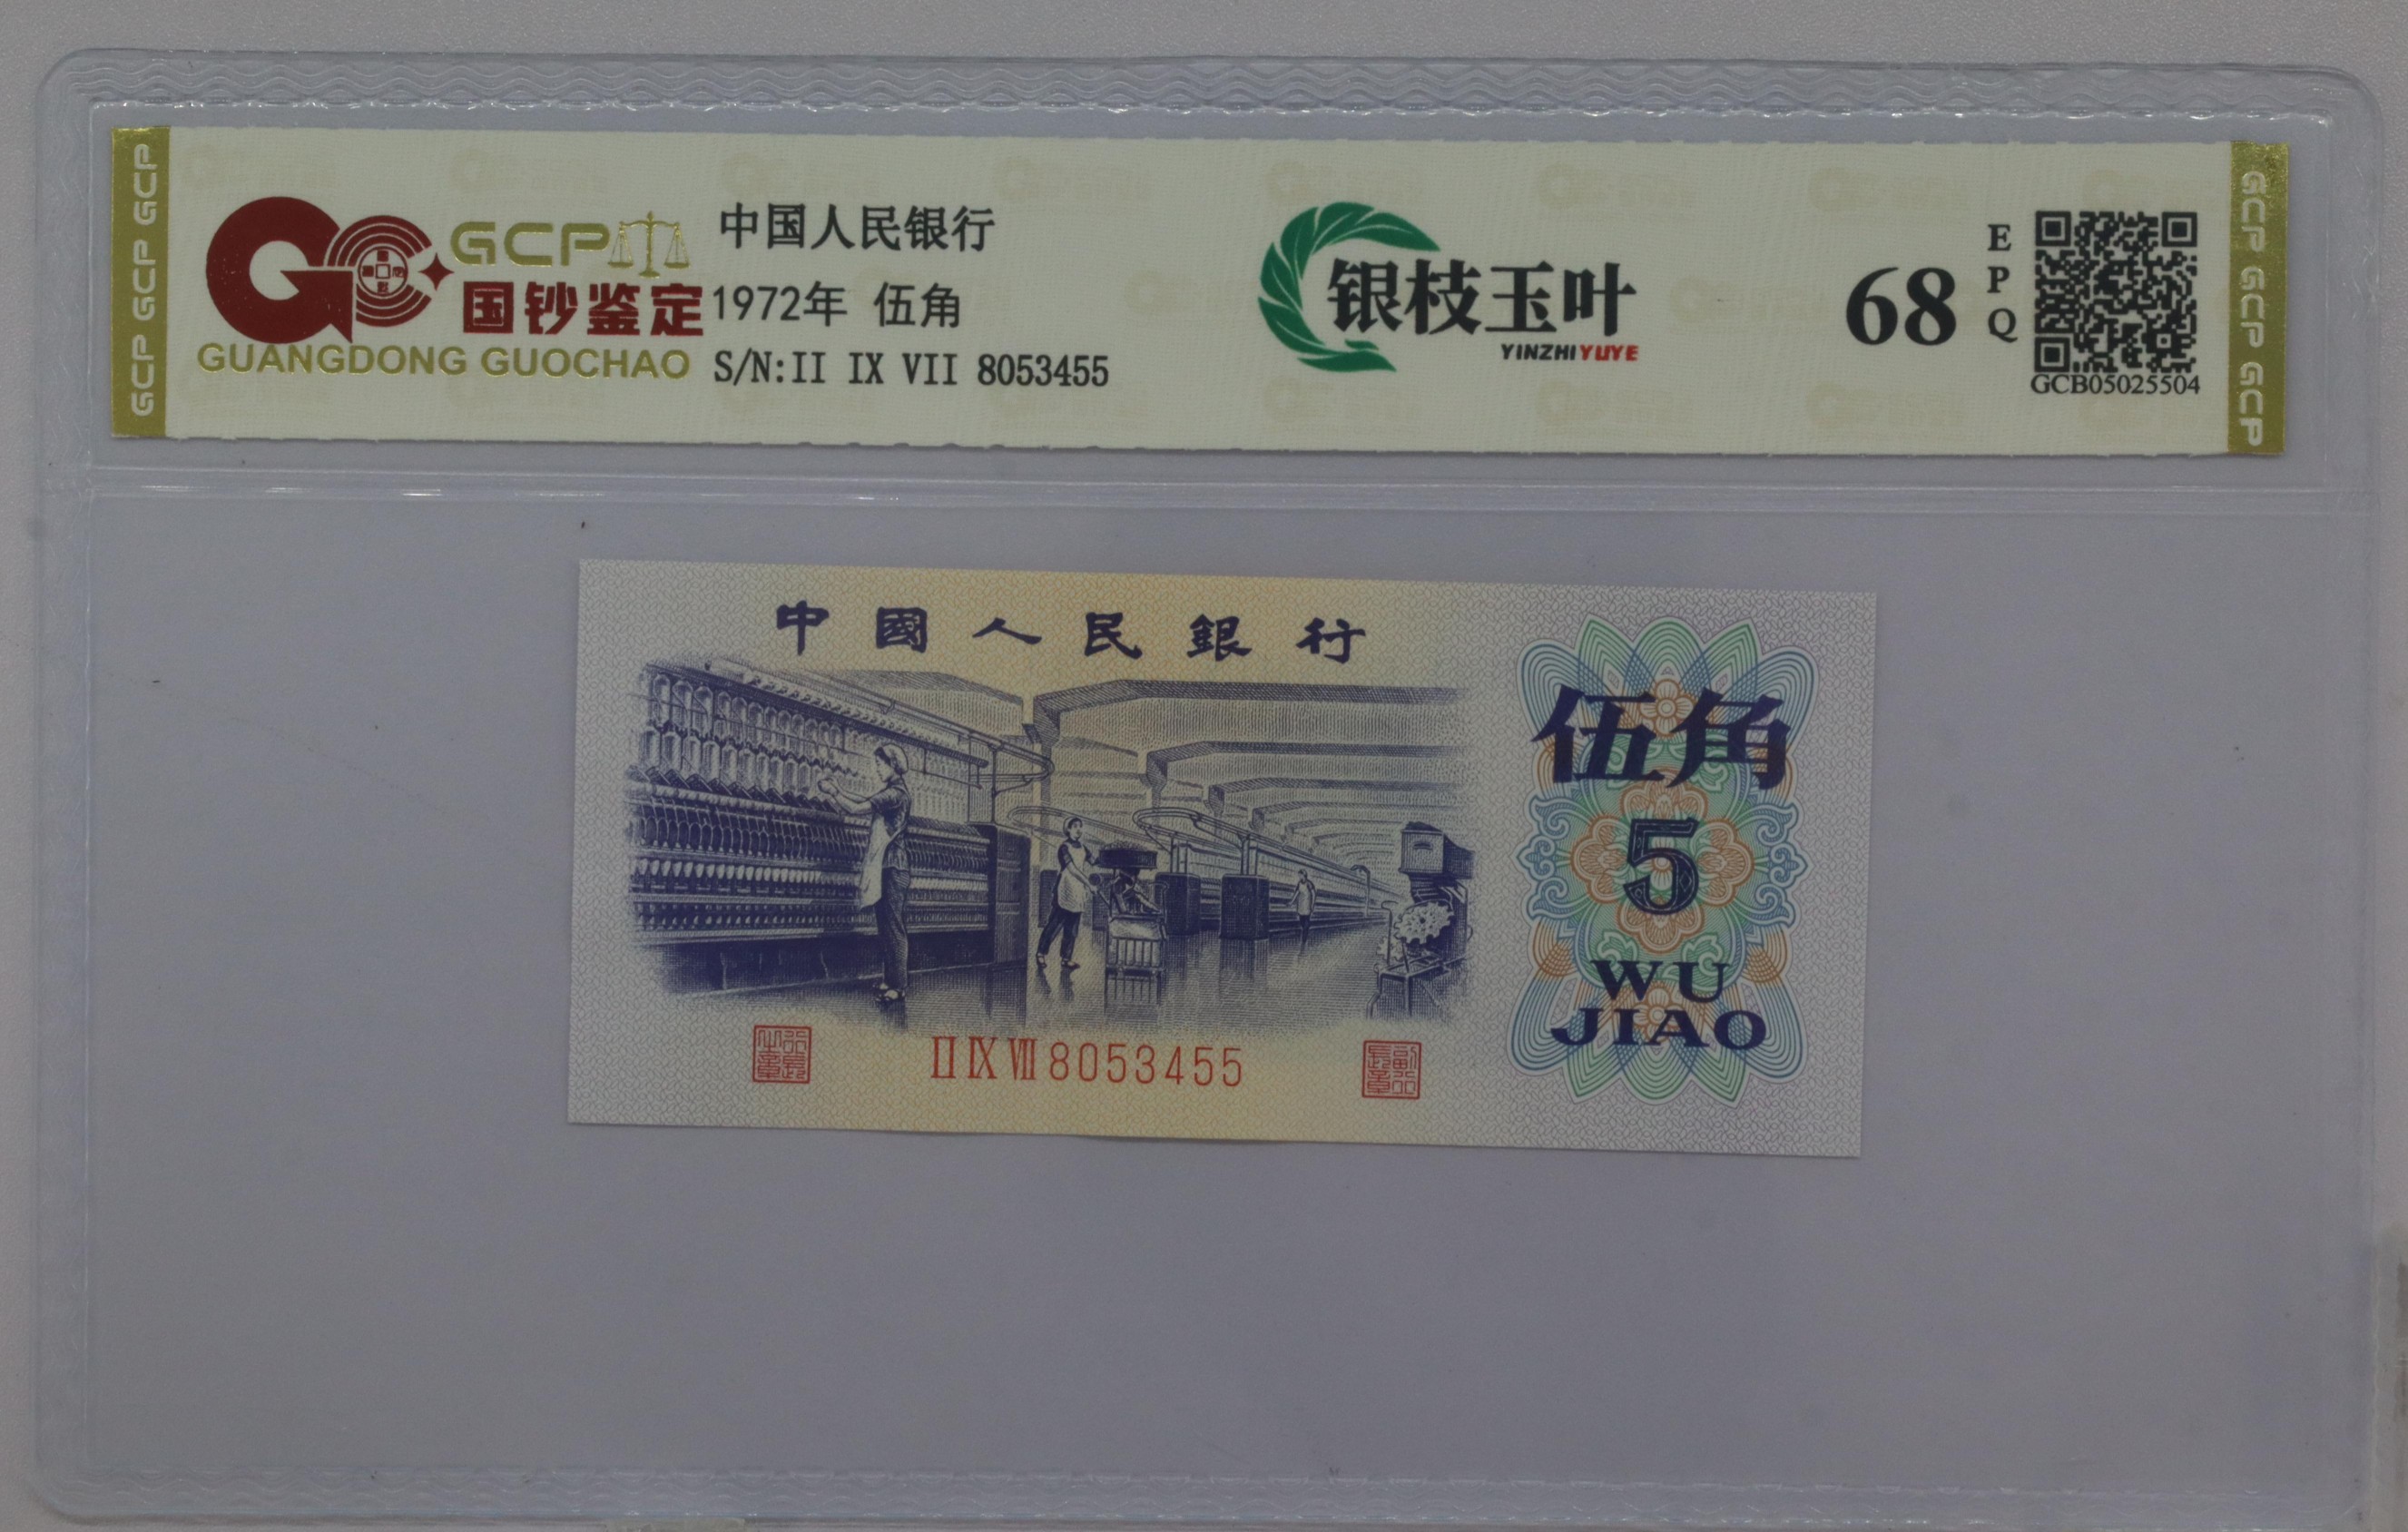 GCP GCP GCP
GCP
国钞鉴定
GUANGDONG GUOCHAO
中国人民银行
1972年 伍角
S/N:II IX VII 8053455
银枝玉叶
YINZHIYUYE
68
EPQ
GCB05025504
GCP GCP GCP
中國人民銀行
伍角
5
WU
JIAO
II IX VII 8053455